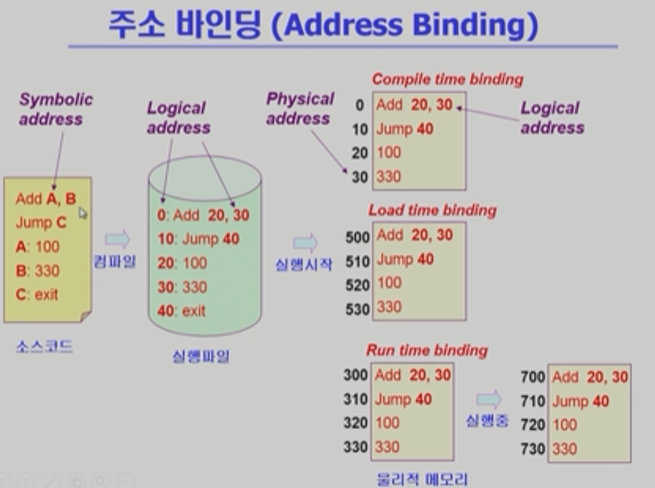 주소 바인딩 (Address Binding)
Symbolic address
Add A, B
Jump C
A: 100
B: 330
C: exit
소스코드
컴파일
Logical address
0: Add 20, 30
10: Jump 40
20: 100
30: 330
40: exit
실행파일
실행시작
Physical address
Compile time binding
0 Add 20, 30
10 Jump 40
20 100
30 330
Logical address
Load time binding
500 Add 20, 30
510 Jump 40
520 100
530 330
Run time binding
300 Add 20, 30
310 Jump 40
320 100
330 330
실행중
700 Add 20, 30
710 Jump 40
720 100
730 330
물리적 메모리